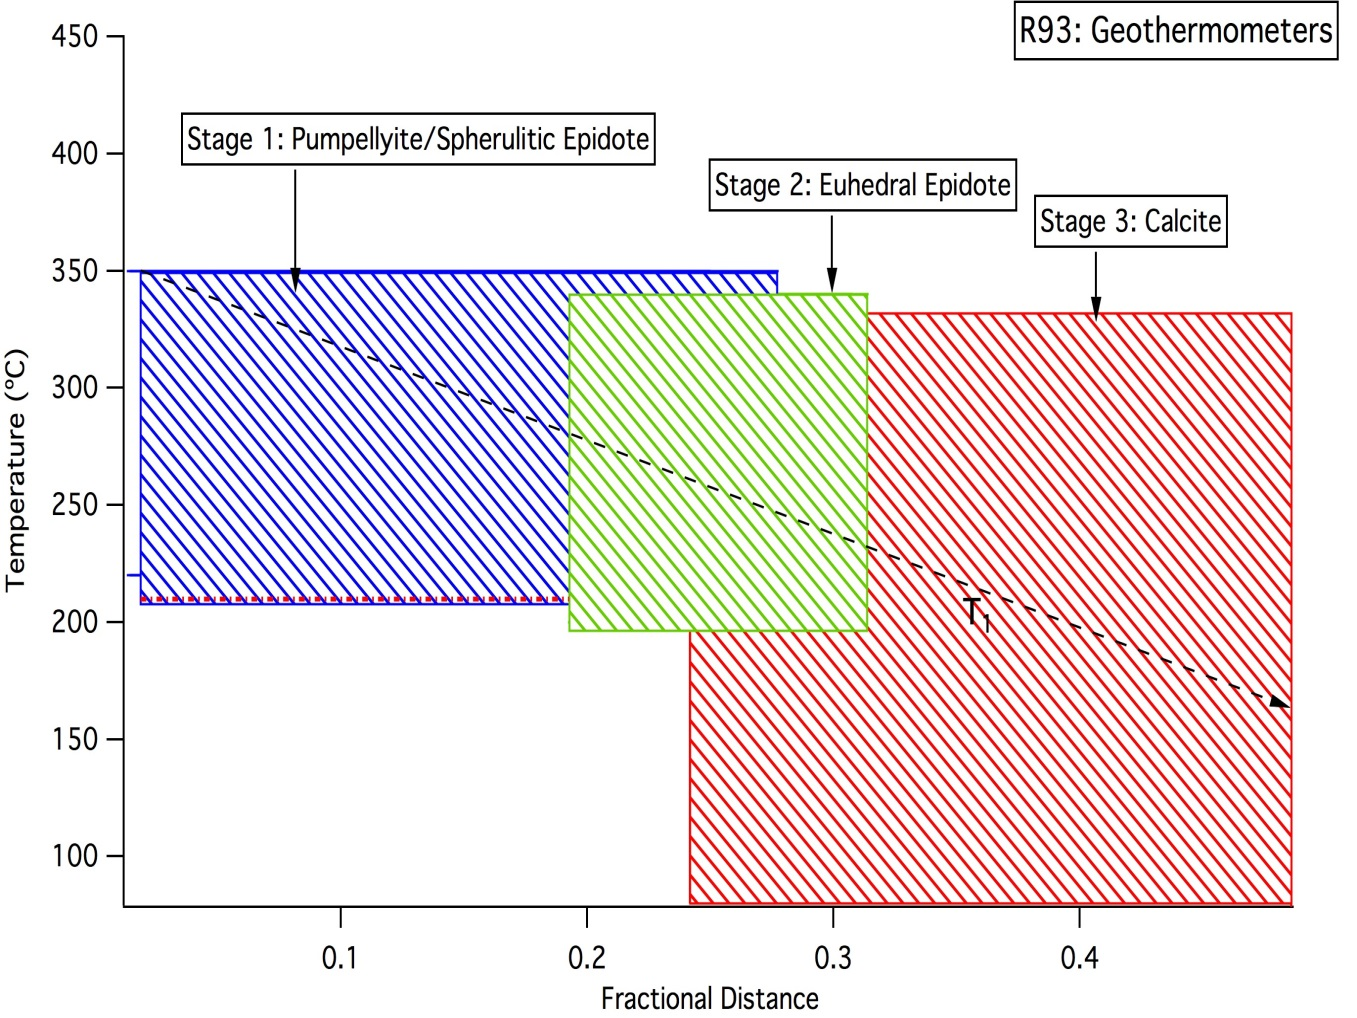 R93: Geothermometers
Stage 1: Pumpellyite/Spherulitic Epidote
Stage 2: Euhedral Epidote
Stage 3: Calcite
Temperature (°C)
450
400
350
300
250
200
150
100
T1
0.1 0.2 0.3 0.4
Fractional Distance